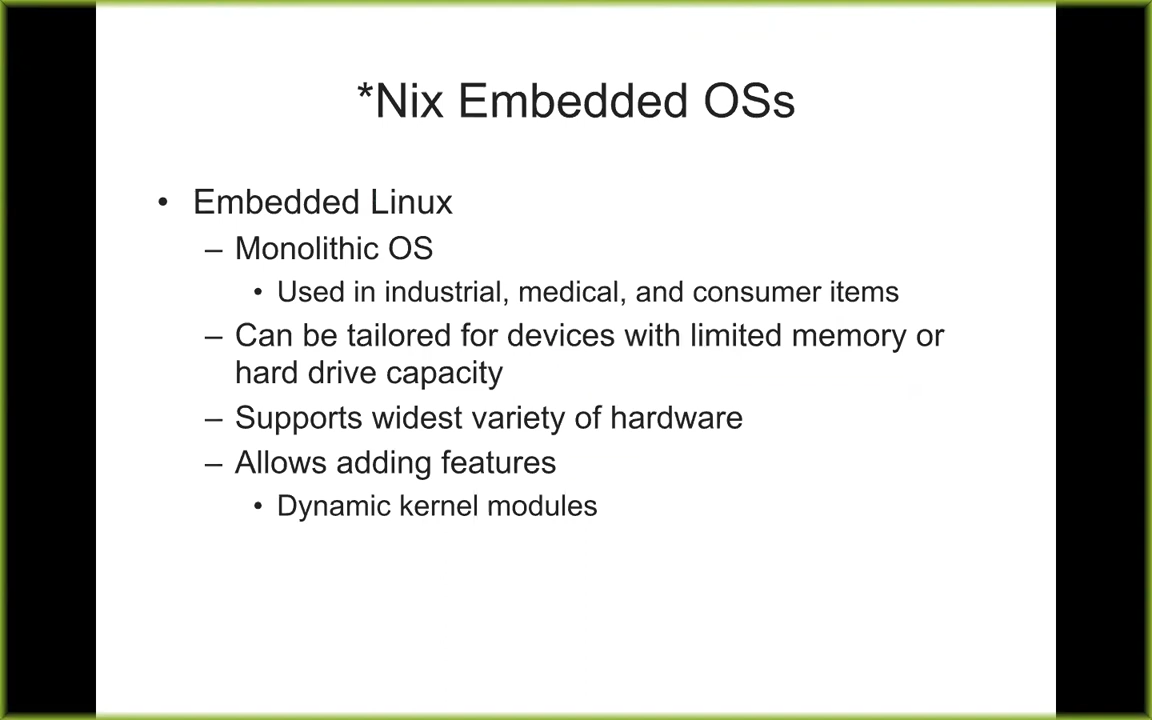 *Nix Embedded OSs
• Embedded Linux
– Monolithic OS
• Used in industrial, medical, and consumer items
– Can be tailored for devices with limited memory or
hard drive capacity
– Supports widest variety of hardware
– Allows adding features
• Dynamic kernel modules